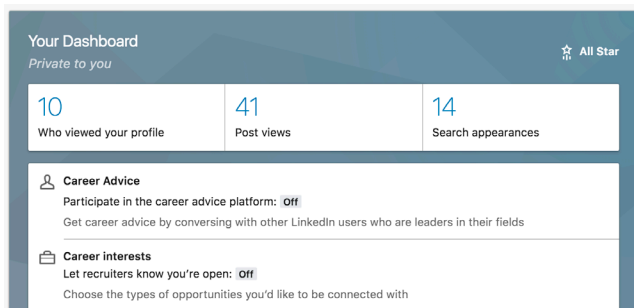 Your Dashboard
Private to you
All Star
10
Who viewed your profile
41
Post views
14
Search appearances
Career Advice
Participate in the career advice platform: Off
Get career advice by conversing with other LinkedIn users who are leaders in their fields
Career interests
Let recruiters know you’re open: Off
Choose the types of opportunities you’d like to be connected with